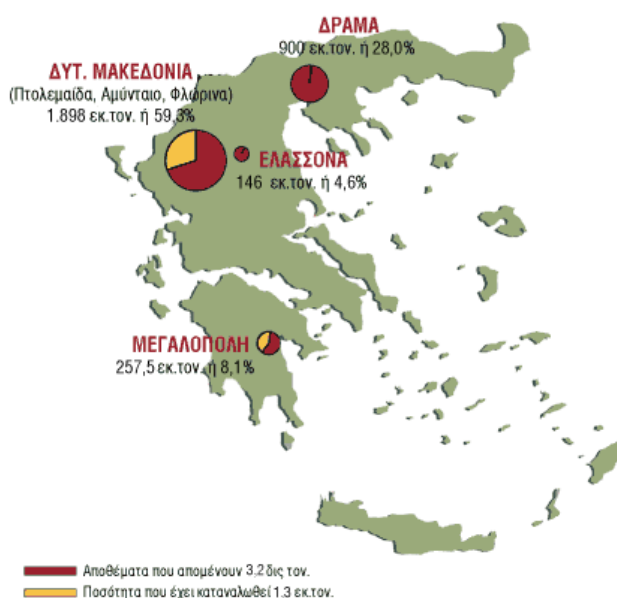 ΔΡΑΜΑ
900 εκ.τον. ή 28,0%
ΔΥΤ. ΜΑΚΕΔΟΝΙΑ
(Πτολεμαίδα, Αμύνταιο, Φλώρινα)
1.898 εκ.τον. ή 59,3%
ΕΛΑΣΣΟΝΑ
146 εκ.τον. ή 4,6%
ΜΕΓΑΛΟΠΟΛΗ
257,5 εκ.τον. ή 8,1%
Αποθέματα που απομένουν 3,2 δις τον.
Ποσότητα που έχει καταναλωθεί 1.3 εκ.τον.